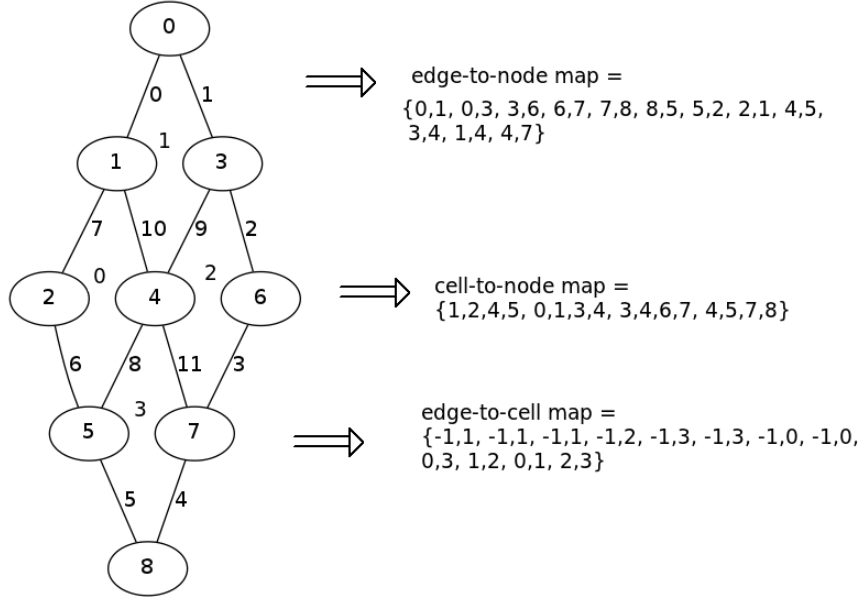 0
0 1
1
1 3
7 10 9 2
0 2
2 4 6
6 8 11 3
3
5 7
5 4
8
edge-to-node map =
{0,1, 0,3, 3,6, 6,7, 7,8, 8,5, 5,2, 2,1, 4,5,
3,4, 1,4, 4,7}
cell-to-node map =
{1,2,4,5, 0,1,3,4, 3,4,6,7, 4,5,7,8}
edge-to-cell map =
{-1,1, -1,1, -1,1, -1,2, -1,3, -1,3, -1,0, -1,0,
0,3, 1,2, 0,1, 2,3}